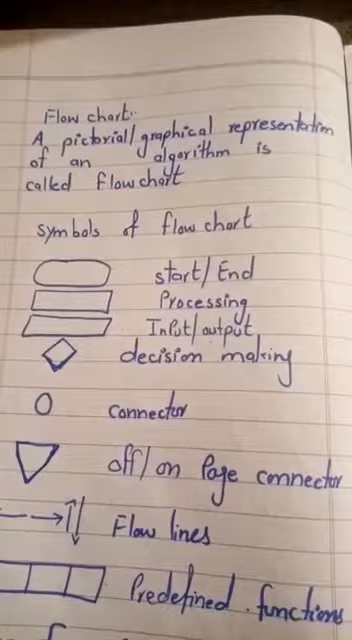 Flow chart..
A pictorial/graphical representation
of an algorithm is
called Flowchart
symbols of flow chart
start/End
Processing
Input/output
decision making
connector
off/on Page connector
Flow lines
Predefined functions